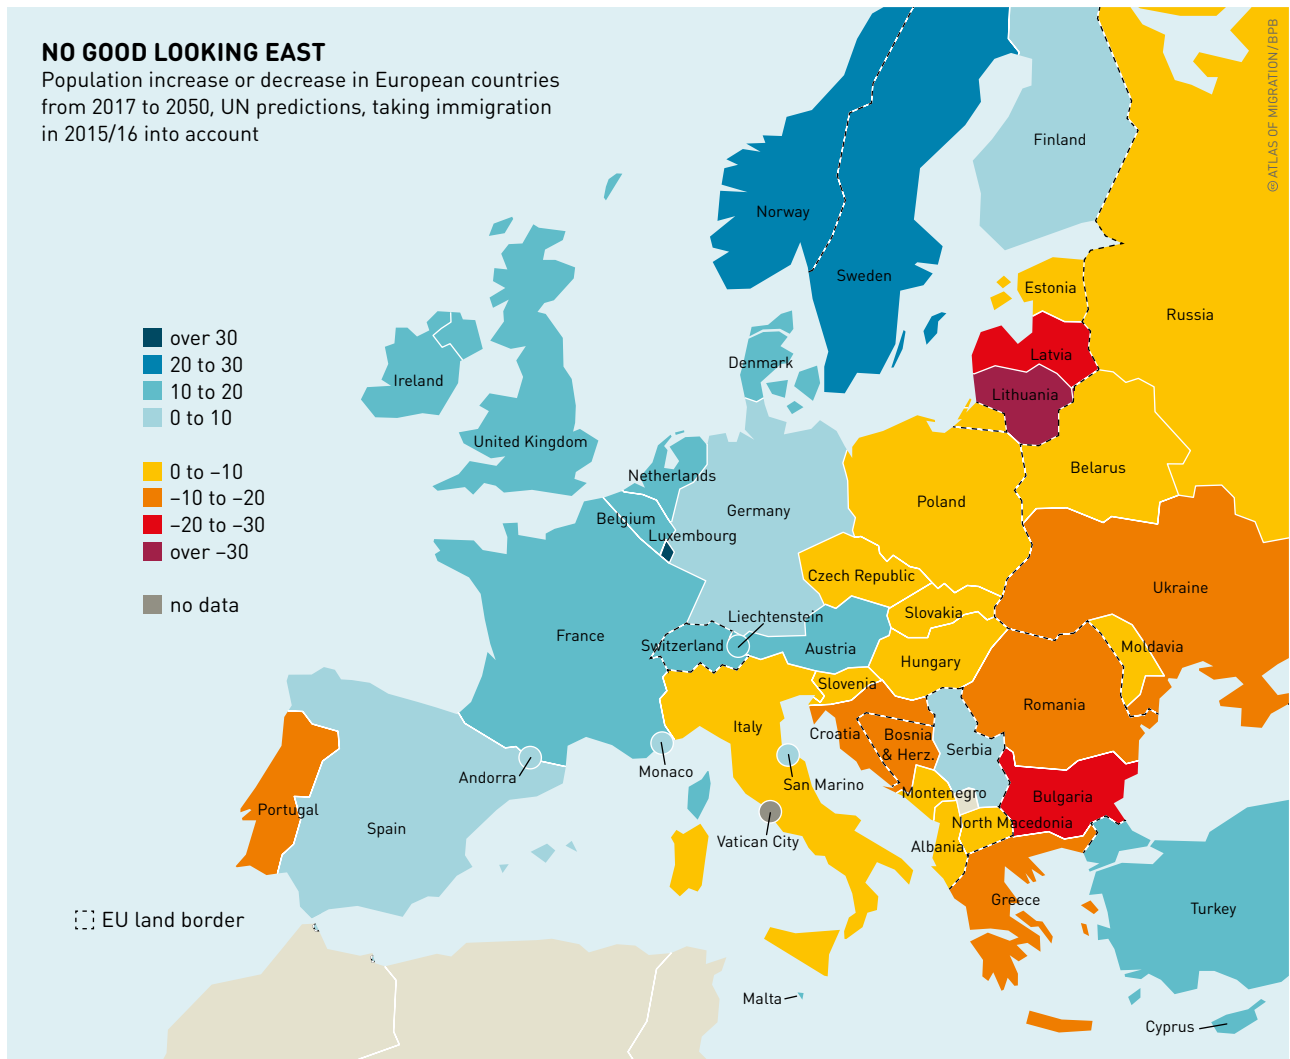 NO GOOD LOOKING EAST
Population increase or decrease in European countries
from 2017 to 2050, UN predictions, taking immigration
in 2015/16 into account
© ATLAS OF MIGRATION / BPB
over 30
20 to 30
10 to 20
0 to 10
0 to –10
–10 to –20
–20 to –30
over –30
no data
EU land border
Finland
Norway
Sweden
Estonia
Russia
Latvia
Lithuania
Denmark
Ireland
United Kingdom
Netherlands
Belarus
Poland
Germany
Belgium
Luxembourg
Czech Republic
Ukraine
Slovakia
Liechtenstein
France
Switzerland
Austria
Moldavia
Hungary
Slovenia
Romania
Italy
Croatia
Bosnia
& Herz.
Serbia
Monaco
Andorra
San Marino
Montenegro
Bulgaria
Portugal
Spain
North Macedonia
Vatican City
Albania
Greece
Turkey
Malta
Cyprus